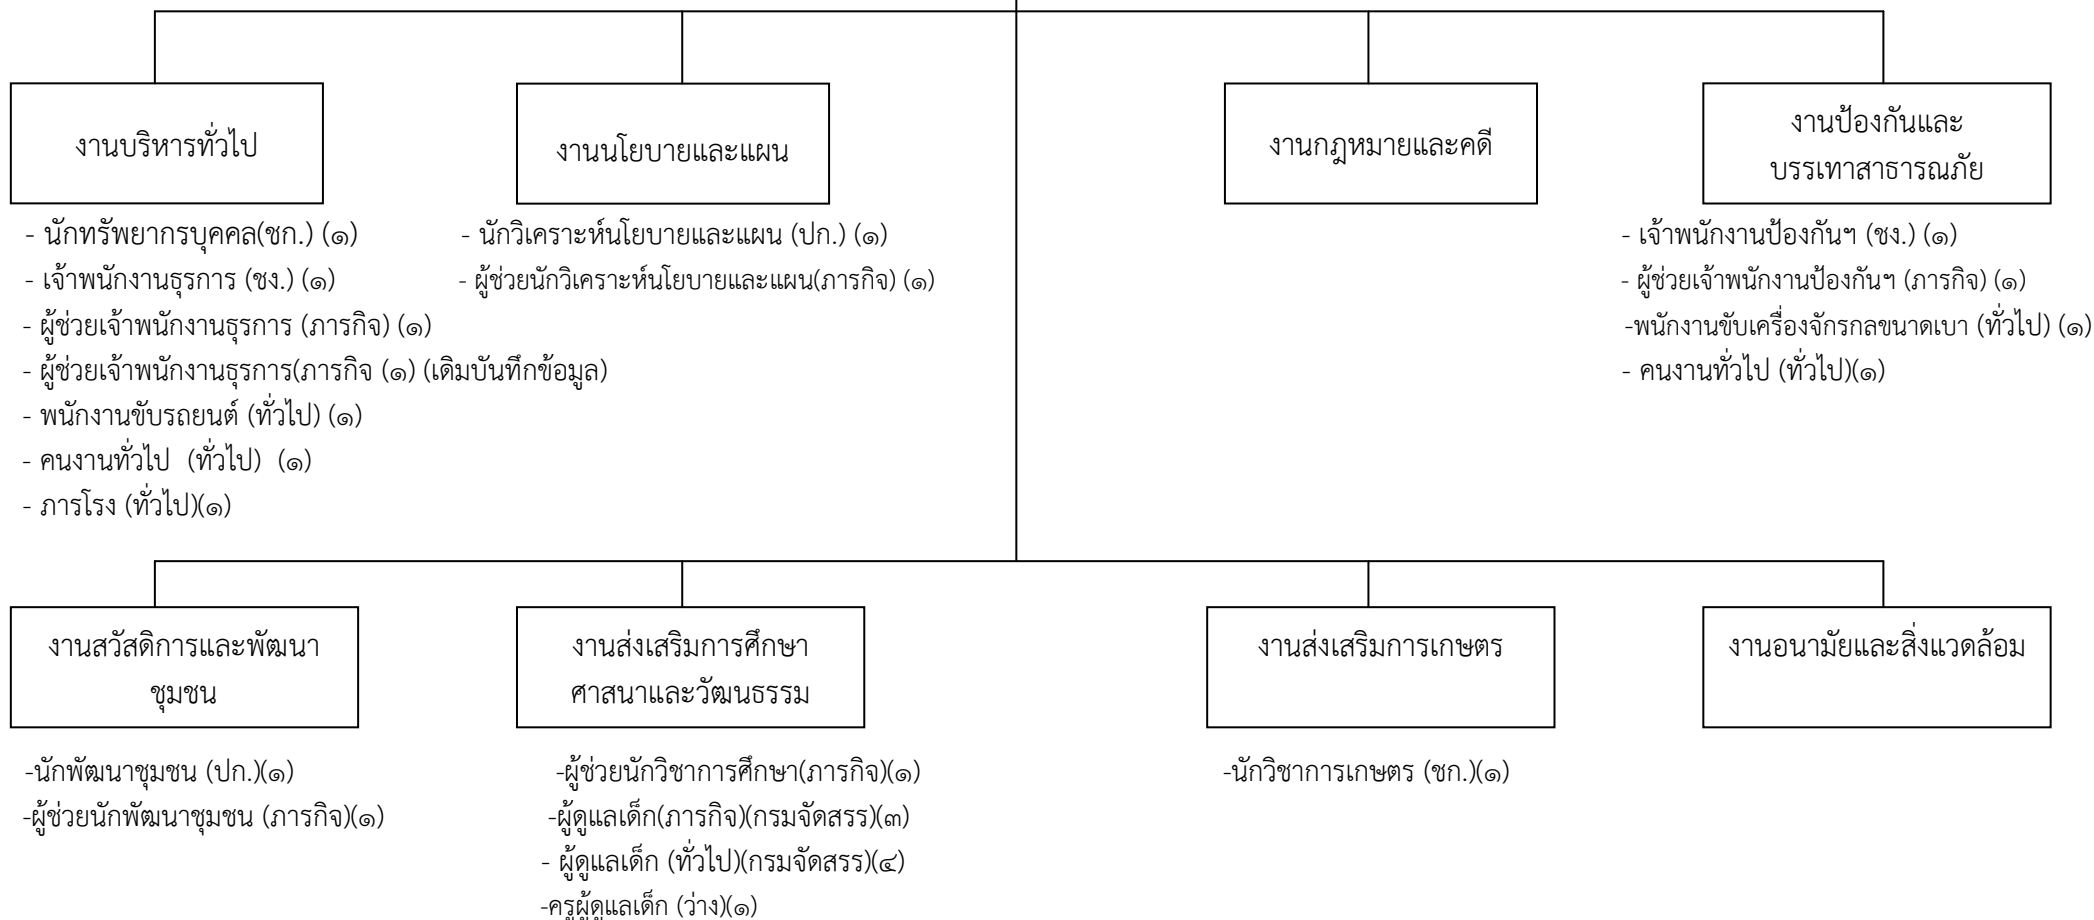 งานบริหารทั่วไป
งานนโยบายและแผน
งานกฎหมายและคดี
งานป้องกันและ
บรรเทาสาธารณภัย
- นักทรัพยากรบุคคล(ชก.) (๑)
- เจ้าพนักงานธุรการ (ชง.) (๑)
- ผู้ช่วยเจ้าพนักงานธุรการ (ภารกิจ) (๑)
- ผู้ช่วยเจ้าพนักงานธุรการ(ภารกิจ (๑) (เดิมบันทึกข้อมูล)
- พนักงานขับรถยนต์ (ทั่วไป) (๑)
- คนงานทั่วไป (ทั่วไป) (๑)
- ภารโรง (ทั่วไป)(๑)
- นักวิเคราะห์นโยบายและแผน (ปก.) (๑)
- ผู้ช่วยนักวิเคราะห์นโยบายและแผน(ภารกิจ) (๑)
- เจ้าพนักงานป้องกันฯ (ชง.) (๑)
- ผู้ช่วยเจ้าพนักงานป้องกันฯ (ภารกิจ) (๑)
-พนักงานขับเครื่องจักรกลขนาดเบา (ทั่วไป) (๑)
- คนงานทั่วไป (ทั่วไป)(๑)
งานสวัสดิการและพัฒนา
ชุมชน
งานส่งเสริมการศึกษา
ศาสนาและวัฒนธรรม
งานส่งเสริมการเกษตร
งานอนามัยและสิ่งแวดล้อม
-นักพัฒนาชุมชน (ปก.)(๑)
-ผู้ช่วยนักพัฒนาชุมชน (ภารกิจ)(๑)
-ผู้ช่วยนักวิชาการศึกษา(ภารกิจ)(๑)
-ผู้ดูแลเด็ก(ภารกิจ)(กรมจัดสรร)(๓)
- ผู้ดูแลเด็ก (ทั่วไป)(กรมจัดสรร)(๔)
-ครูผู้ดูแลเด็ก (ว่าง)(๑)
-นักวิชาการเกษตร (ชก.)(๑)